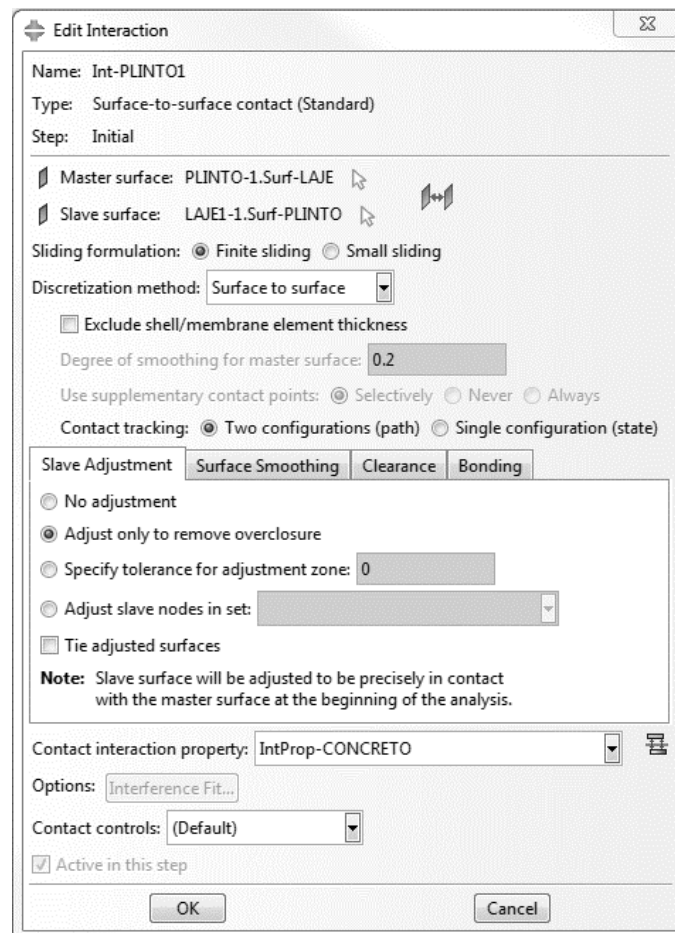 Edit Interaction
Name: Int-PLINTO1
Type: Surface-to-surface contact (Standard)
Step: Initial
Master surface: PLINTO-1.Surf-LAJE
Slave surface: LAJE1-1.Surf-PLINTO
Sliding formulation: Finite sliding Small sliding
Discretization method: Surface to surface
Exclude shell/membrane element thickness
Degree of smoothing for master surface: 0.2
Use supplementary contact points: Selectively Never Always
Contact tracking: Two configurations (path) Single configuration (state)
Slave Adjustment Surface Smoothing Clearance Bonding
No adjustment
Adjust only to remove overclosure
Specify tolerance for adjustment zone: 0
Adjust slave nodes in set:
Tie adjusted surfaces
Note: Slave surface will be adjusted to be precisely in contact
with the master surface at the beginning of the analysis.
Contact interaction property: IntProp-CONCRETO
Options: Interference Fit...
Contact controls: (Default)
Active in this step
OK Cancel